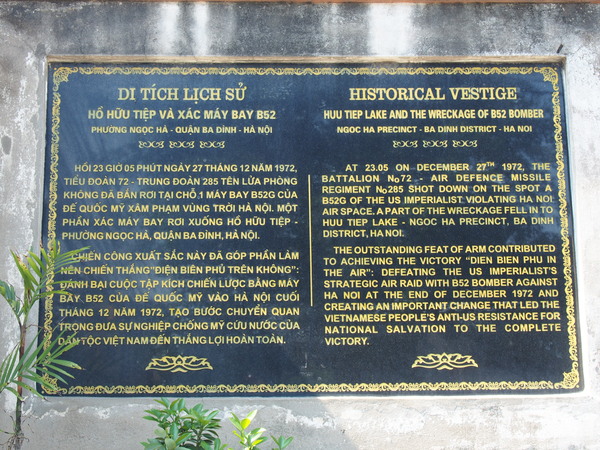 DI TÍCH LỊCH SỬ
HỒ HỮU TIỆP VÀ XÁC MÁY BAY B52
PHƯỜNG NGỌC HÀ - QUẬN BA ĐÌNH - HÀ NỘI
HỒI 23 GIỜ 05 PHÚT NGÀY 27 THÁNG 12 NĂM 1972,
TIỂU ĐOÀN 72 - TRUNG ĐOÀN 285 TÊN LỬA PHÒNG
KHÔNG ĐÃ BẮN RƠI TẠI CHỖ 1 MÁY BAY B52G CỦA
ĐẾ QUỐC MỸ XÂM PHẠM VÙNG TRỜI HÀ NỘI. MỘT
PHẦN XÁC MÁY BAY RƠI XUỐNG HỒ HỮU TIỆP -
PHƯỜNG NGỌC HÀ, QUẬN BA ĐÌNH, HÀ NỘI.
CHIẾN CÔNG XUẤT SẮC NÀY ĐÃ GÓP PHẦN LÀM
NÊN CHIẾN THẮNG "ĐIỆN BIÊN PHỦ TRÊN KHÔNG":
ĐÁNH BẠI CUỘC TẬP KÍCH CHIẾN LƯỢC BẰNG MÁY
BAY B52 CỦA ĐẾ QUỐC MỸ VÀO HÀ NỘI CUỐI
THÁNG 12 NĂM 1972, TẠO BƯỚC CHUYỂN QUAN
TRỌNG ĐƯA SỰ NGHIỆP CHỐNG MỸ CỨU NƯỚC CỦA
DÂN TỘC VIỆT NAM ĐẾN THẮNG LỢI HOÀN TOÀN.
HISTORICAL VESTIGE
HUU TIEP LAKE AND THE WRECKAGE OF B52 BOMBER
NGOC HA PRECINCT - BA DINH DISTRICT - HA NOI
AT 23.05 ON DECEMBER 27TH 1972, THE
BATTALION No72 - AIR DEFENCE MISSILE
REGIMENT No285 SHOT DOWN ON THE SPOT A
B52G OF THE US IMPERIALIST VIOLATING HA NOI
AIR SPACE, A PART OF THE WRECKAGE FELL IN TO
HUU TIEP LAKE - NGOC HA PRECINCT, BA DINH
DISTRICT, HA NOI.
THE OUTSTANDING FEAT OF ARM CONTRIBUTED
TO ACHIEVING THE VICTORY "DIEN BIEN PHU IN
THE AIR": DEFEATING THE US IMPERIALIST'S
STRATEGIC AIR RAID WITH B52 BOMBER AGAINST
HA NOI AT THE END OF DECEMBER 1972 AND
CREATING AN IMPORTANT CHANGE THAT LED THE
VIETNAMESE PEOPLE'S ANTI-US RESISTANCE FOR
NATIONAL SALVATION TO THE COMPLETE
VICTORY.